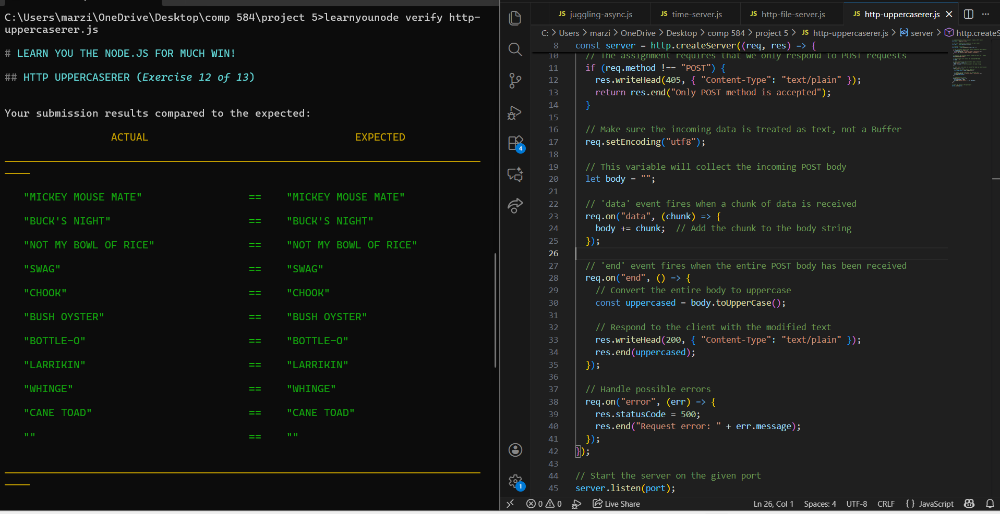 C:\Users\marzi\OneDrive\Desktop\comp 584\project 5>learnyounode verify http-
uppercaserer.js
# LEARN YOU THE NODE.JS FOR MUCH WIN!
## HTTP UPPERCASERER (Exercise 12 of 13)
Your submission results compared to the expected:
ACTUAL EXPECTED
"MICKEY MOUSE MATE" == "MICKEY MOUSE MATE"
"BUCK'S NIGHT" == "BUCK'S NIGHT"
"NOT MY BOWL OF RICE" == "NOT MY BOWL OF RICE"
"SWAG" == "SWAG"
"CHOOK" == "CHOOK"
"BUSH OYSTER" == "BUSH OYSTER"
"BOTTLE-O" == "BOTTLE-O"
"LARRIKIN" == "LARRIKIN"
"WHINGE" == "WHINGE"
"CANE TOAD" == "CANE TOAD"
"" == ""
4
1
JS juggling-async.js JS time-server.js JS http-file-server.js JS http-uppercaserer.js
C: > Users > marzi > OneDrive > Desktop > comp 584 > project 5 > JS http-uppercaserer.js > server > http.createS
8 const server = http.createServer((req, res) => {
10 // The assignment requires that we only respond to POST requests
11 if (req.method !== "POST") {
12 res.writeHead(405, { "Content-Type": "text/plain" });
13 return res.end("Only POST method is accepted");
14 }
15
16 // Make sure the incoming data is treated as text, not a Buffer
17 req.setEncoding("utf8");
18
19 // This variable will collect the incoming POST body
20 let body = "";
21
22 // 'data' event fires when a chunk of data is received
23 req.on("data", (chunk) => {
24 body += chunk; // Add the chunk to the body string
25 });
26
27 // 'end' event fires when the entire POST body has been received
28 req.on("end", () => {
29 // Convert the entire body to uppercase
30 const uppercased = body.toUpperCase();
31
32 // Respond to the client with the modified text
33 res.writeHead(200, { "Content-Type": "text/plain" });
34 res.end(uppercased);
35 });
36
37 // Handle possible errors
38 req.on("error", (err) => {
39 res.statusCode = 500;
40 res.end("Request error: " + err.message);
41 });
42 });
43
44 // Start the server on the given port
45 server.listen(port);
0 0 Live Share Ln 26, Col 1 Spaces: 4 UTF-8 CRLF {} JavaScript